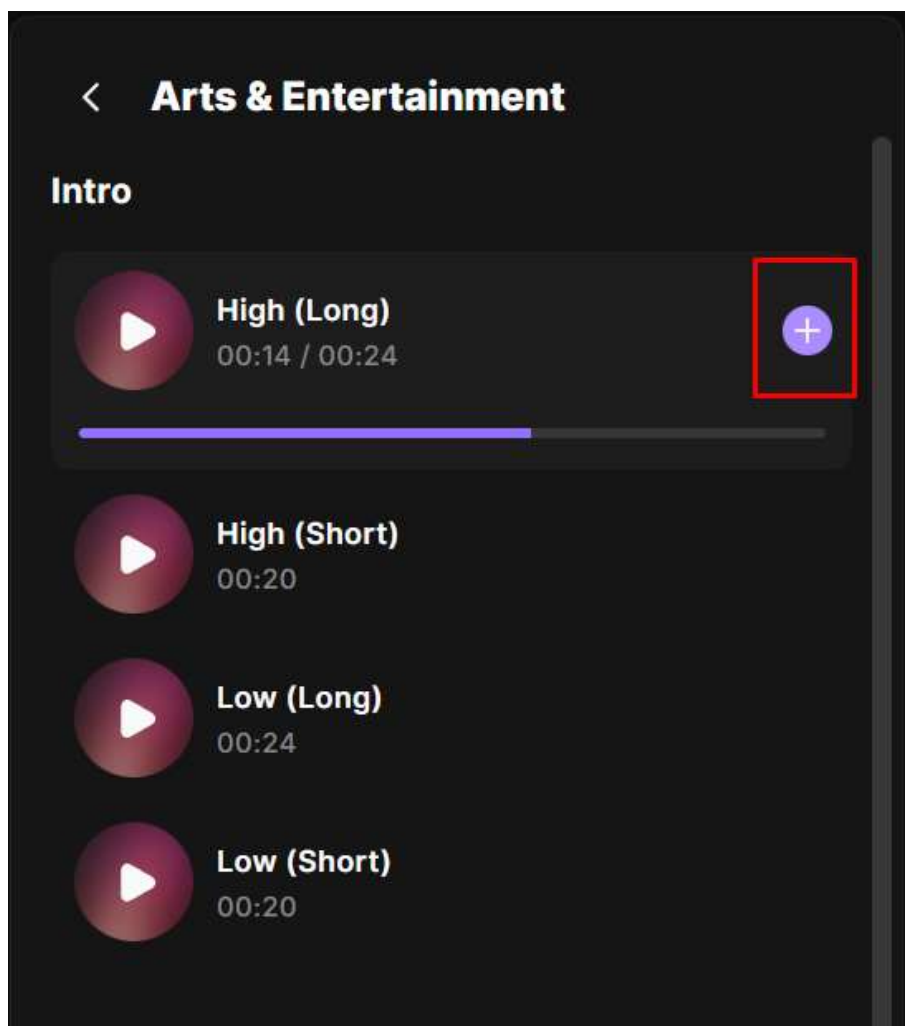 Arts & Entertainment
Intro
High (Long)
00:14 / 00:24
High (Short)
00:20
Low (Long)
00:24
Low (Short)
00:20